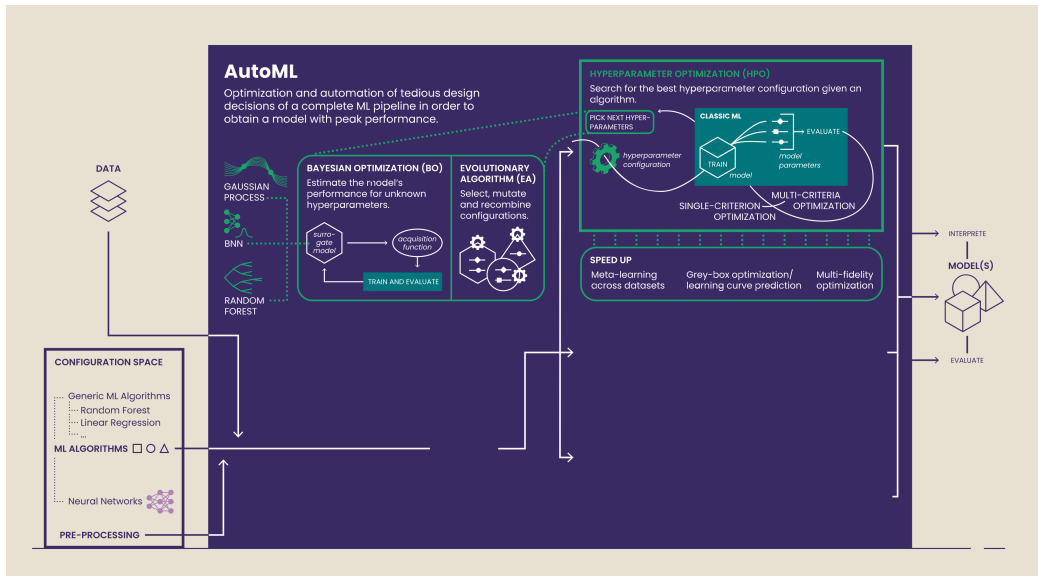 AutoML
Optimization and automation of tedious design
decisions of a complete ML pipeline in order to
obtain a model with peak performance.
HYPERPARAMETER OPTIMIZATION (HPO)
Search for the best hyperparameter configuration given an
algorithm.
PICK NEXT HYPER-
PARAMETERS
CLASSIC ML
EVALUATE
TRAIN
model
model
parameters
hyperparameter
configuration
MULTI-CRITERIA
OPTIMIZATION
SINGLE-CRITERION
OPTIMIZATION
DATA
GAUSSIAN
PROCESS
BNN
RANDOM
FOREST
BAYESIAN OPTIMIZATION (BO)
Estimate the model's
performance for unknown
hyperparameters.
surro-
gate
model
acquisition
function
TRAIN AND EVALUATE
EVOLUTIONARY
ALGORITHM (EA)
Select, mutate
and recombine
configurations.
SPEED UP
Meta-learning
across datasets
Grey-box optimization/
learning curve prediction
Multi-fidelity
optimization
INTERPRETE
MODEL(S)
EVALUATE
CONFIGURATION SPACE
Generic ML Algorithms
Random Forest
Linear Regression
...
ML ALGORITHMS
Neural Networks
PRE-PROCESSING